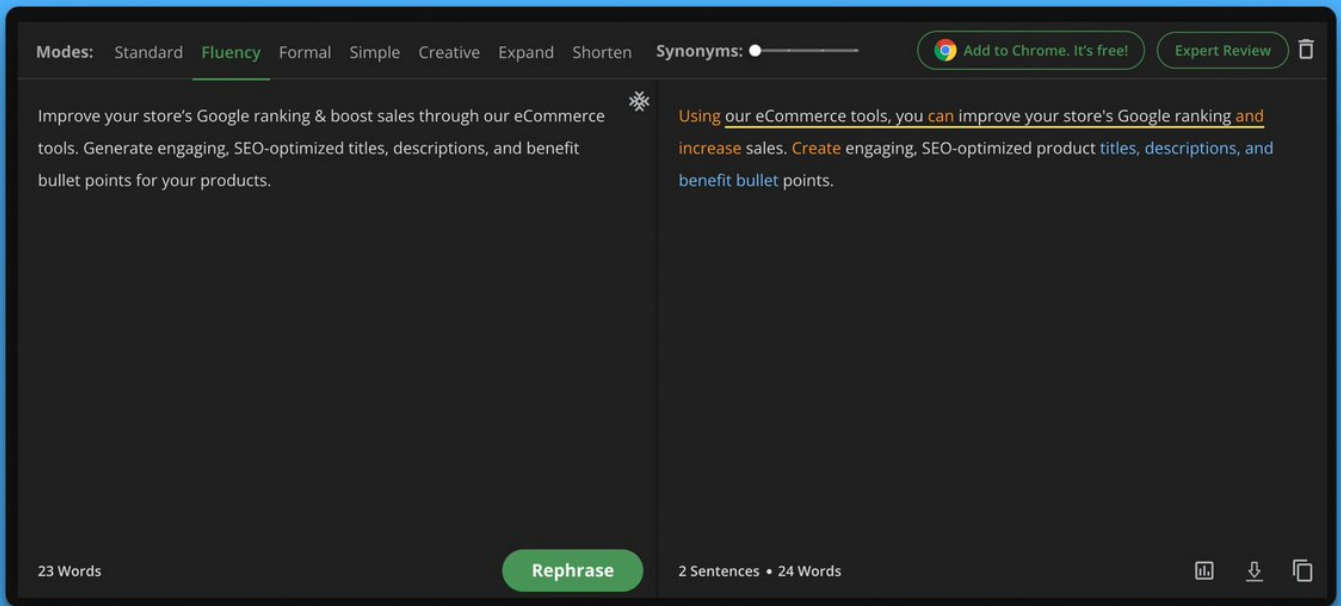 Modes: Standard Fluency Formal Simple Creative Expand Shorten Synonyms: Add to Chrome. It's free! Expert Review
Improve your store’s Google ranking & boost sales through our eCommerce
tools. Generate engaging, SEO-optimized titles, descriptions, and benefit
bullet points for your products.
Using our eCommerce tools, you can improve your store's Google ranking and
increase sales. Create engaging, SEO-optimized product titles, descriptions, and
benefit bullet points.
23 Words
Rephrase
2 Sentences • 24 Words